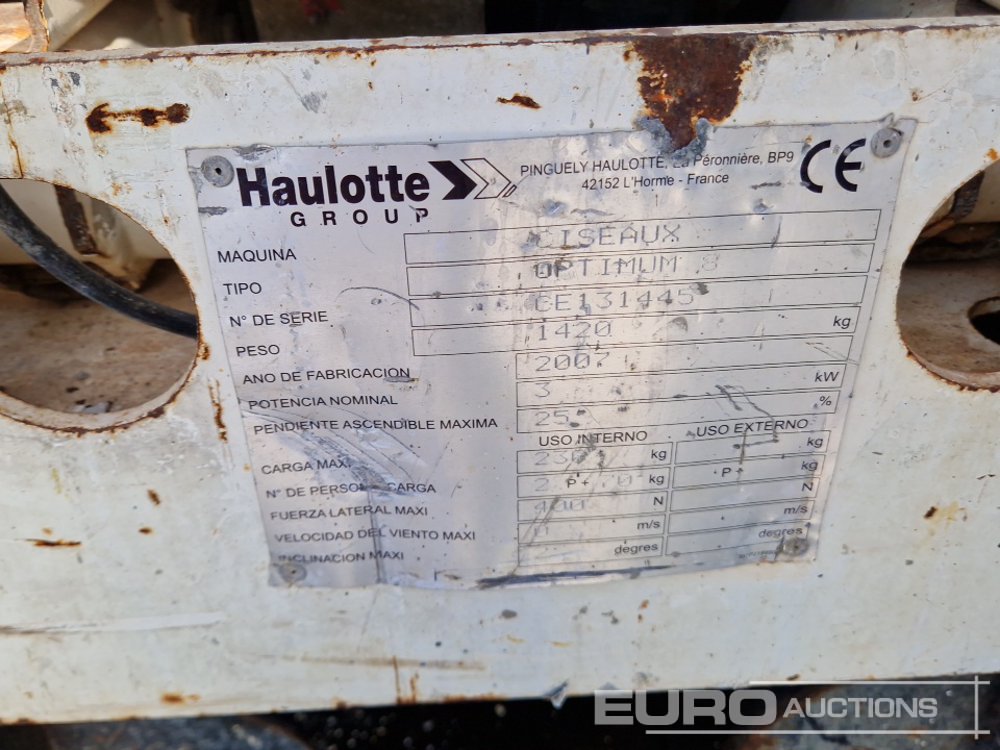 Haulotte
GROUP
PINGUELY HAULOTTE, La Péronnière, BP9
42152 L'Horme - France
CE
MAQUINA CISEAUX
TIPO OPTIMUM 8
N° DE SERIE CE131445
PESO 1420 kg
ANO DE FABRICACION 2007
POTENCIA NOMINAL 3 kW
PENDIENTE ASCENDIBLE MAXIMA 25 %
USO INTERNO USO EXTERNO
CARGA MAXI. kg kg
N° DE PERSON. CARGA P + kg P + kg
FUERZA LATERAL MAXI 400 N N
VELOCIDAD DEL VIENTO MAXI m/s m/s
INCLINACION MAXI degres degres
EURO AUCTIONS